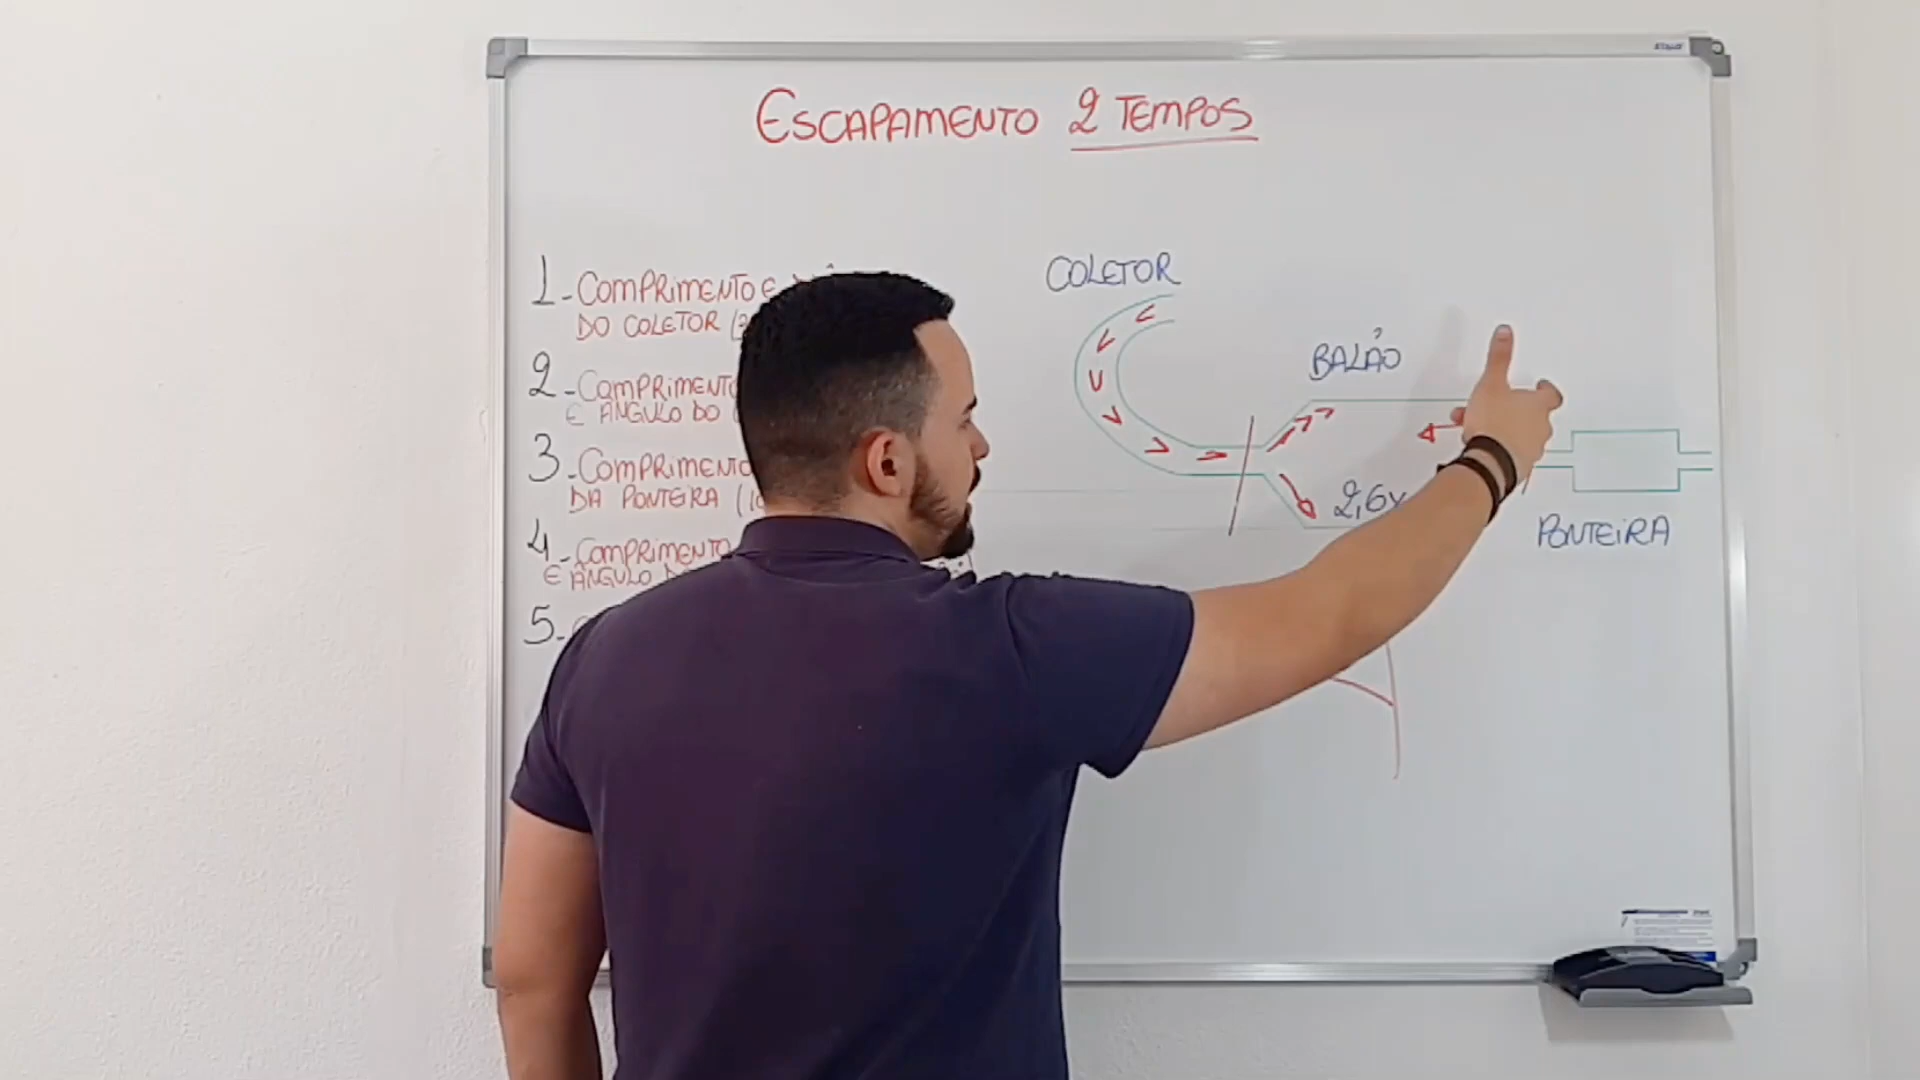 ESCAPAMENTO 2 TEMPOS
1-COMPRIMENTO E
DO COLETOR
2-COMPRIMENTO
E ANGULO DO
3-COMPRIMENTO
DA PONTEIRA
4-COMPRIMENTO
E ÂNGULO
5-
COLETOR
BALÃO
2,6x
PONTEIRA